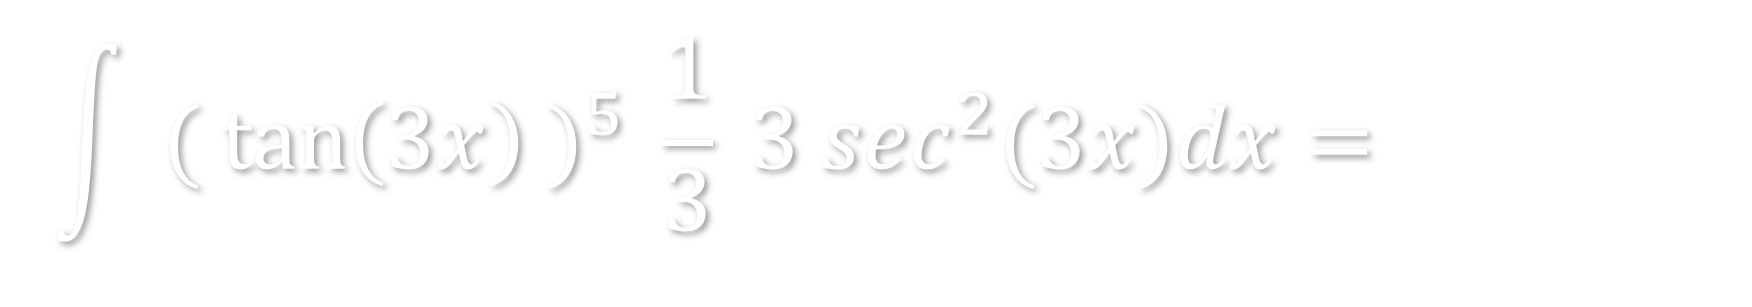 ∫ ( tan(3x) )⁵ 1/3 3 sec²(3x)dx =